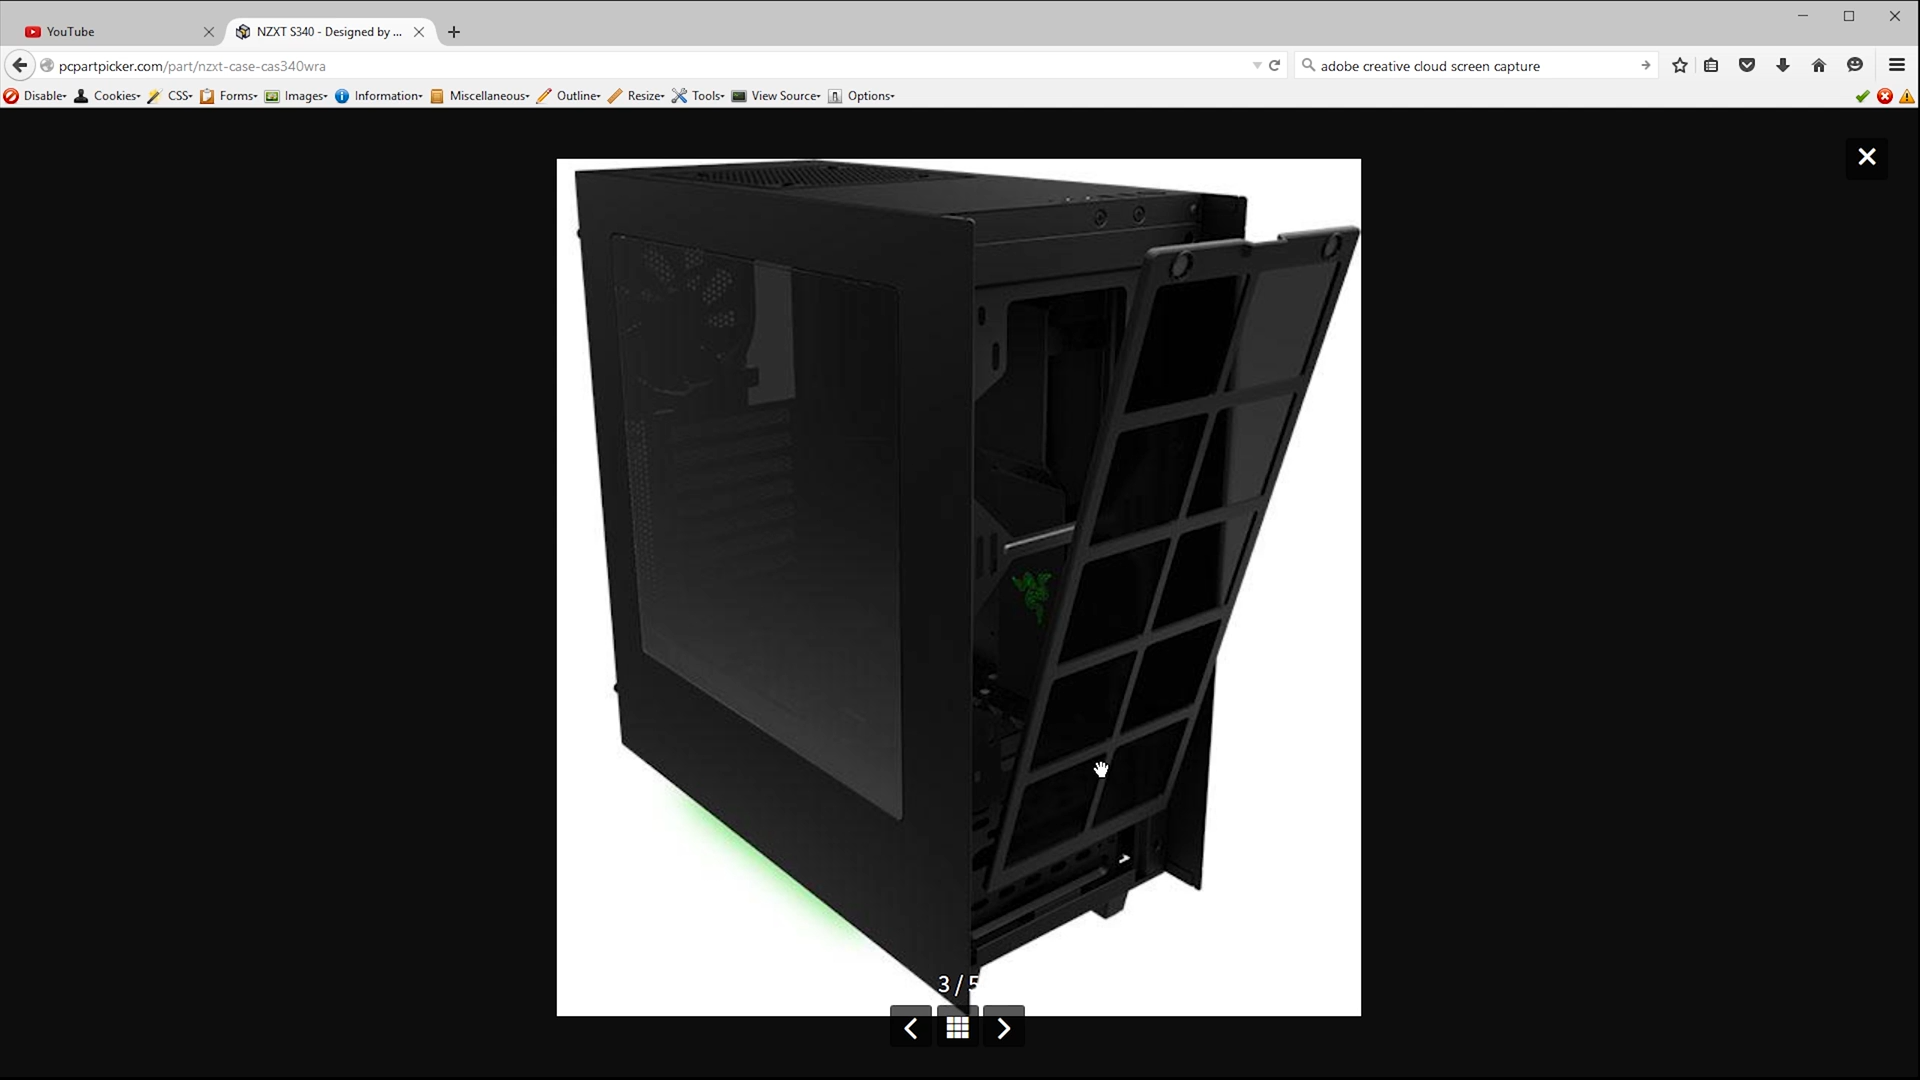 YouTube
NZXT S340 - Designed by ...
pcpartpicker.com/part/nzxt-case-cas340wra
adobe creative cloud screen capture
Disable Cookies CSS Forms Images Information Miscellaneous Outline Resize Tools View Source Options
3 / 5